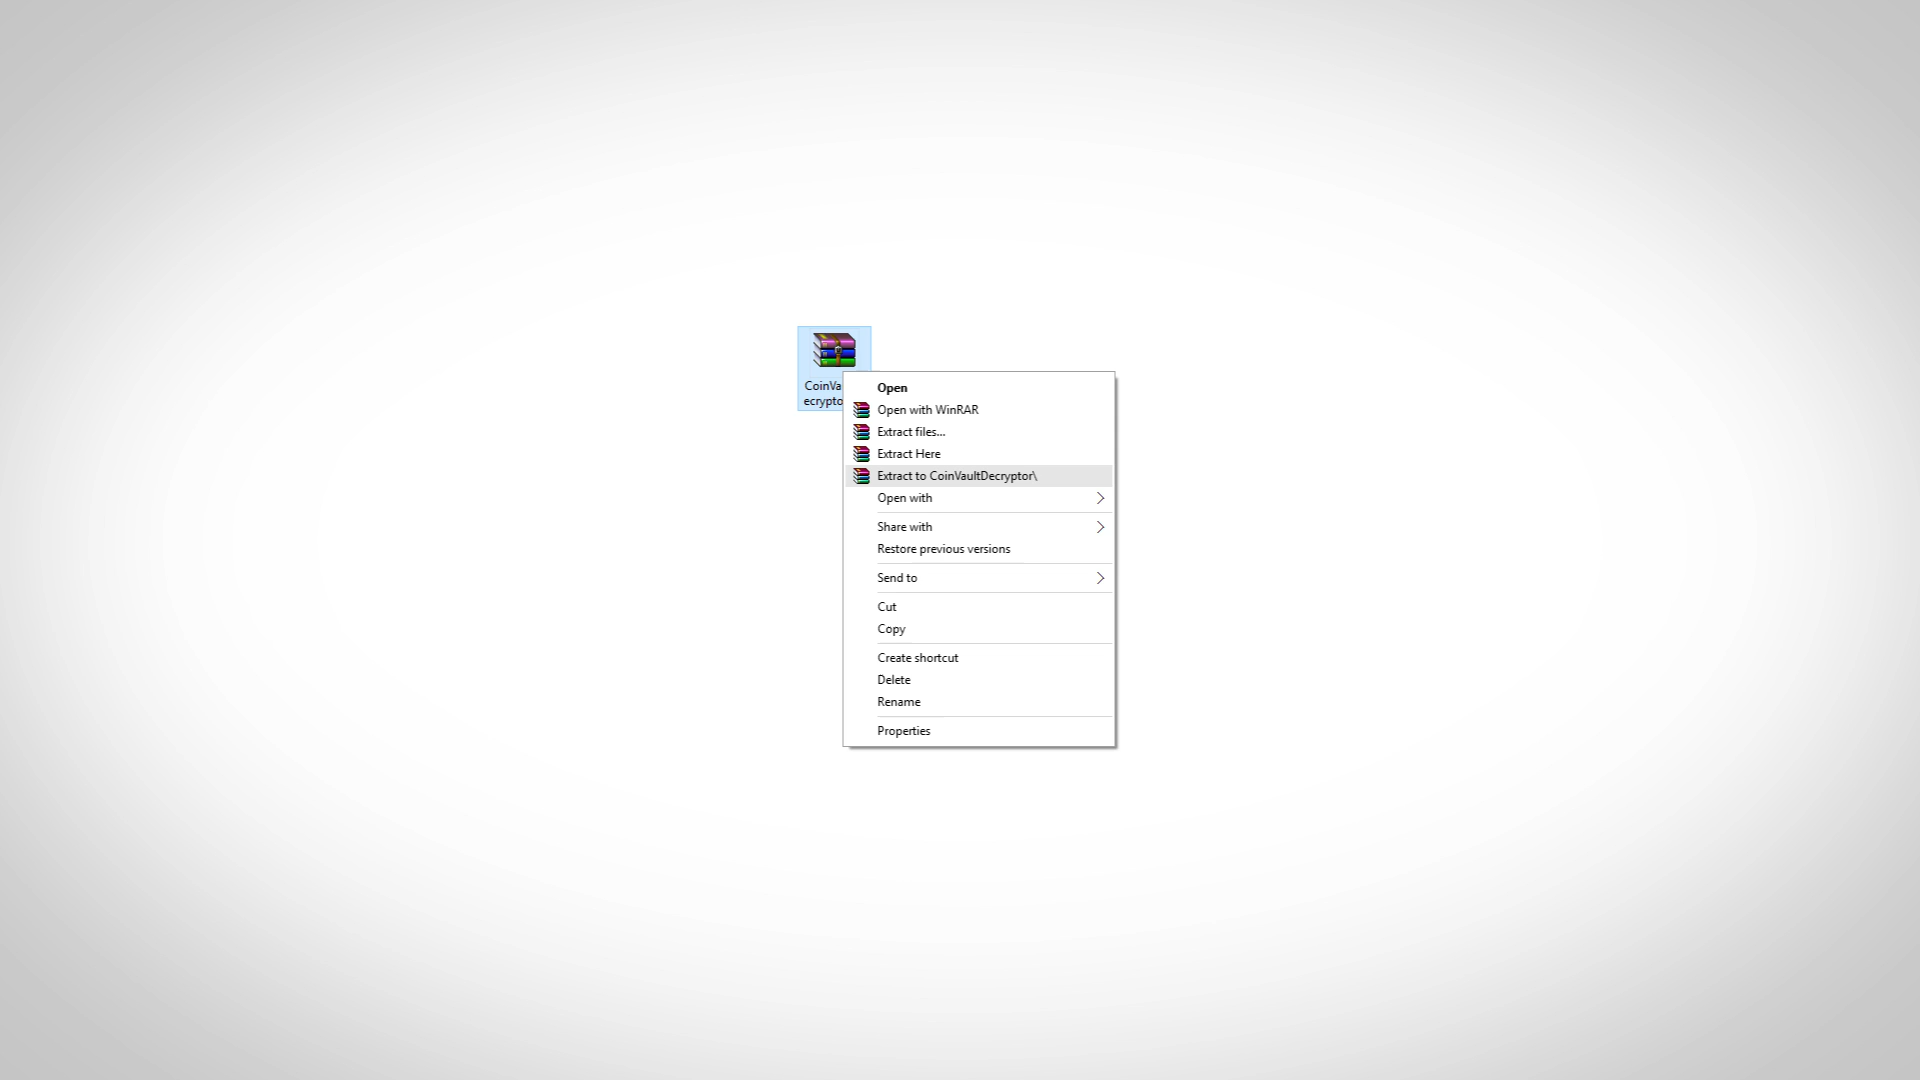 CoinVa
ecrypto
Open
Open with WinRAR
Extract files...
Extract Here
Extract to CoinVaultDecryptor\
Open with
Share with
Restore previous versions
Send to
Cut
Copy
Create shortcut
Delete
Rename
Properties